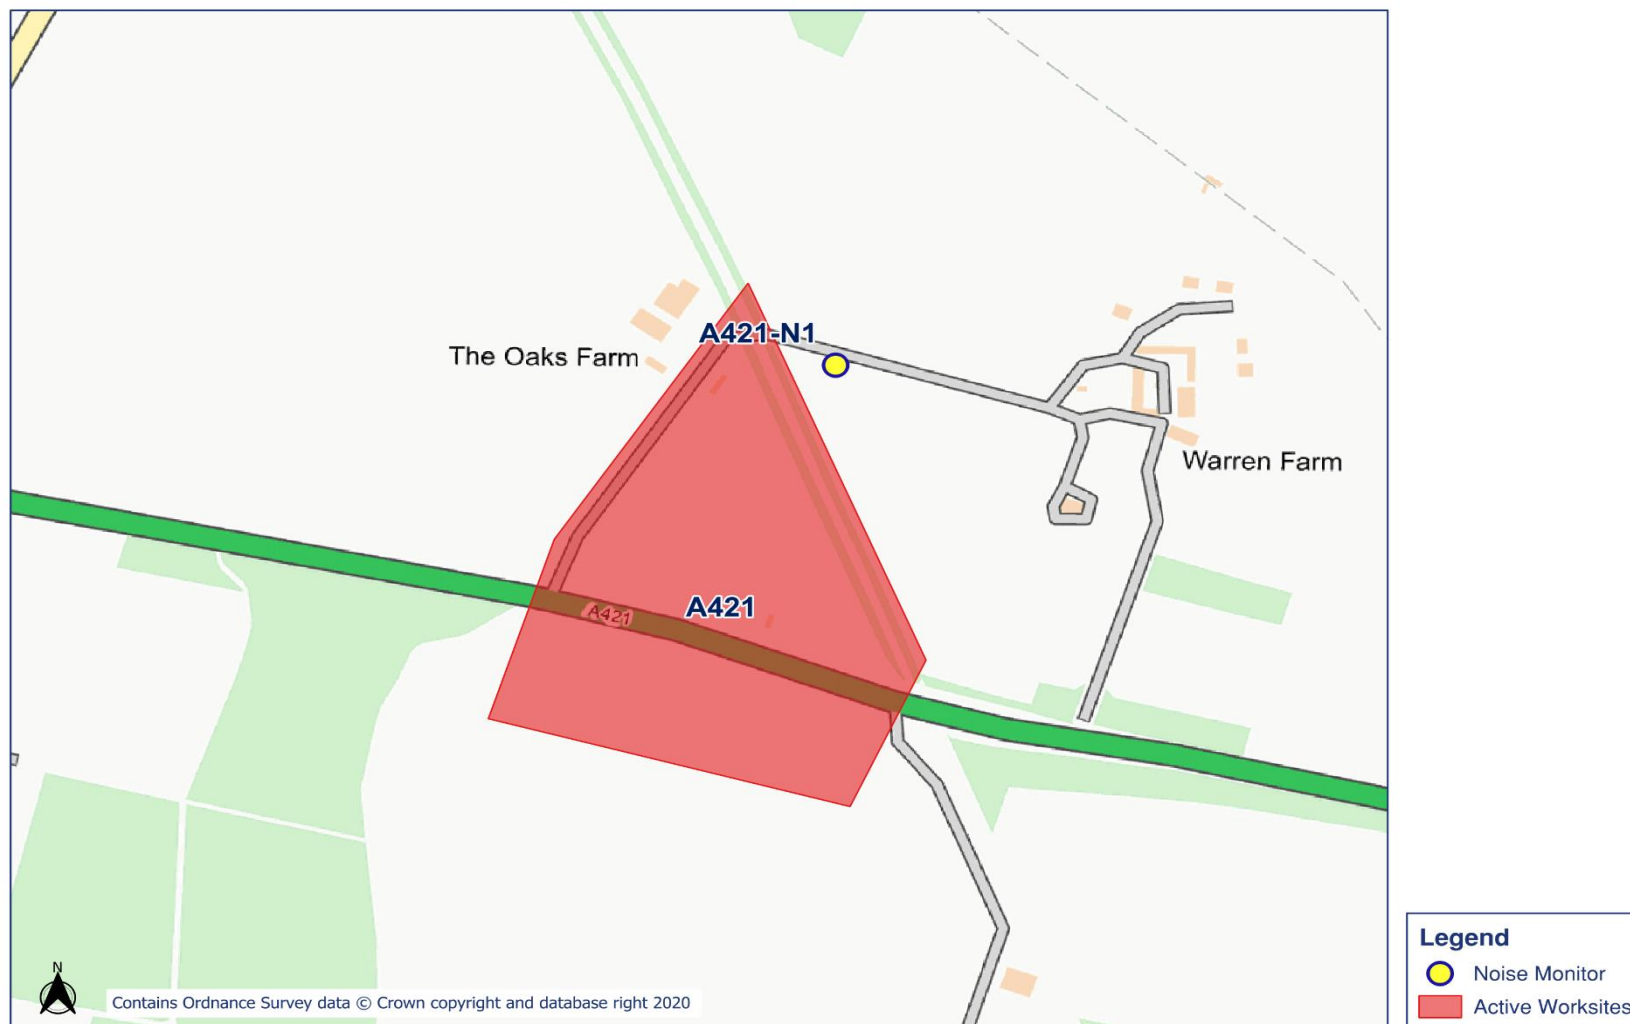 A421-N1
The Oaks Farm
Warren Farm
A421
A421
N
Contains Ordnance Survey data © Crown copyright and database right 2020
Legend
Noise Monitor
Active Worksites